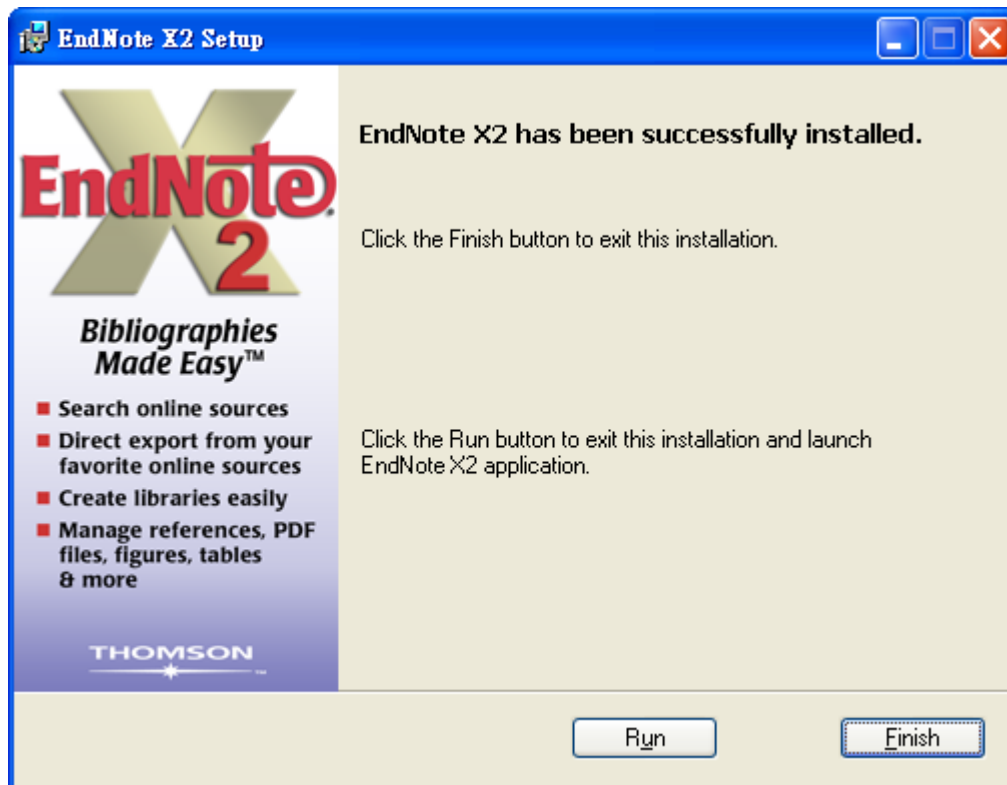 EndNote X2 Setup
X
EndNote
2
Bibliographies
Made Easy™
Search online sources
Direct export from your
favorite online sources
Create libraries easily
Manage references, PDF
files, figures, tables
& more
THOMSON
EndNote X2 has been successfully installed.
Click the Finish button to exit this installation.
Click the Run button to exit this installation and launch
EndNote X2 application.
Run
Finish